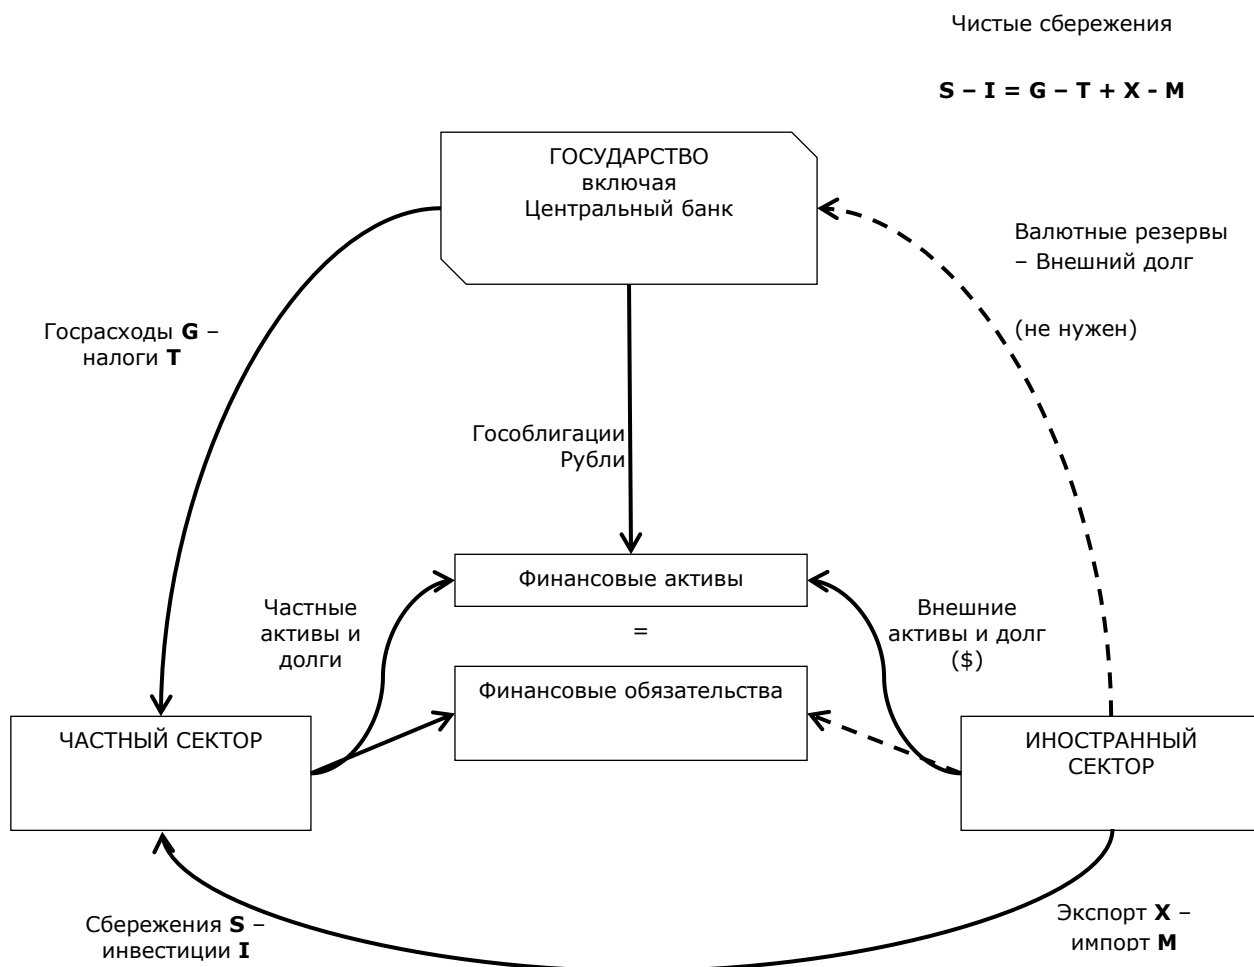 Чистые сбережения
S – I = G – T + X - M
ГОСУДАРСТВО
включая
Центральный банк
Валютные резервы
– Внешний долг
(не нужен)
Госрасходы G –
налоги T
Гособлигации
Рубли
Финансовые активы
Частные
активы и
долги
Внешние
активы и долг
($)
=
Финансовые обязательства
ЧАСТНЫЙ СЕКТОР
ИНОСТРАННЫЙ
СЕКТОР
Сбережения S –
инвестиции I
Экспорт X –
импорт M